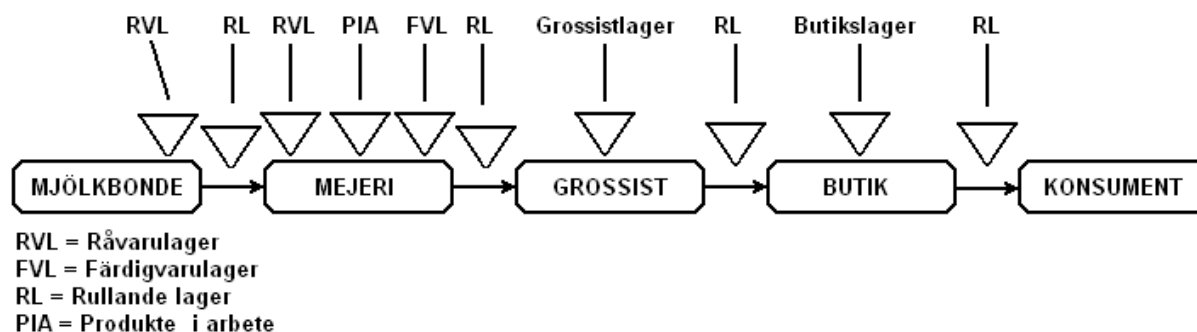 RVL RL RVL PIA FVL RL Grossistlager RL Butikslager RL
MJÖLKBONDE MEJERI GROSSIST BUTIK KONSUMENT
RVL = Råvarulager
FVL = Färdigvarulager
RL = Rullande lager
PIA = Produkte i arbete